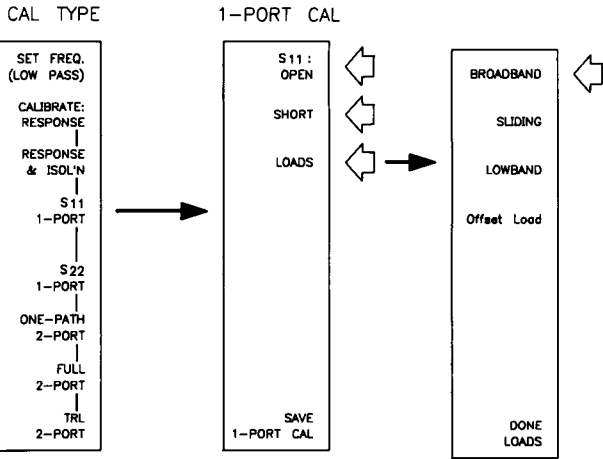 CAL TYPE
SET FREQ.
(LOW PASS)
CALIBRATE:
RESPONSE
RESPONSE
& ISOL'N
S11
1-PORT
S22
1-PORT
ONE-PATH
2-PORT
FULL
2-PORT
TRL
2-PORT
1-PORT CAL
S11:
OPEN
SHORT
LOADS
SAVE
1-PORT CAL
BROADBAND
SLIDING
LOWBAND
Offset Load
DONE
LOADS